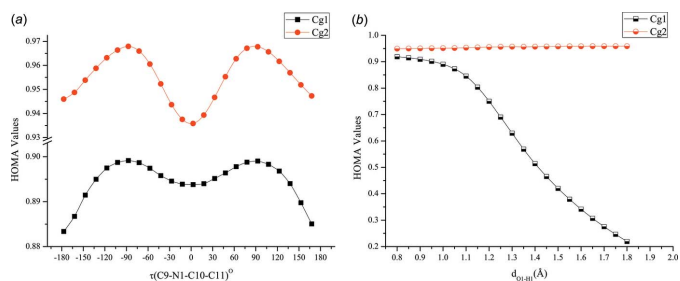 (a)
Cg1
Cg2
HOMA Values
0.97
0.96
0.95
0.94
0.93
0.90
0.89
0.88
-180 -150 -120 -90 -60 -30 0 30 60 90 120 150 180
τ(C9-N1-C10-C11)°
(b)
Cg1
Cg2
HOMA Values
1.0
0.9
0.8
0.7
0.6
0.5
0.4
0.3
0.2
0.8 0.9 1.0 1.1 1.2 1.3 1.4 1.5 1.6 1.7 1.8 1.9 2.0
d O1-H1 (Å)